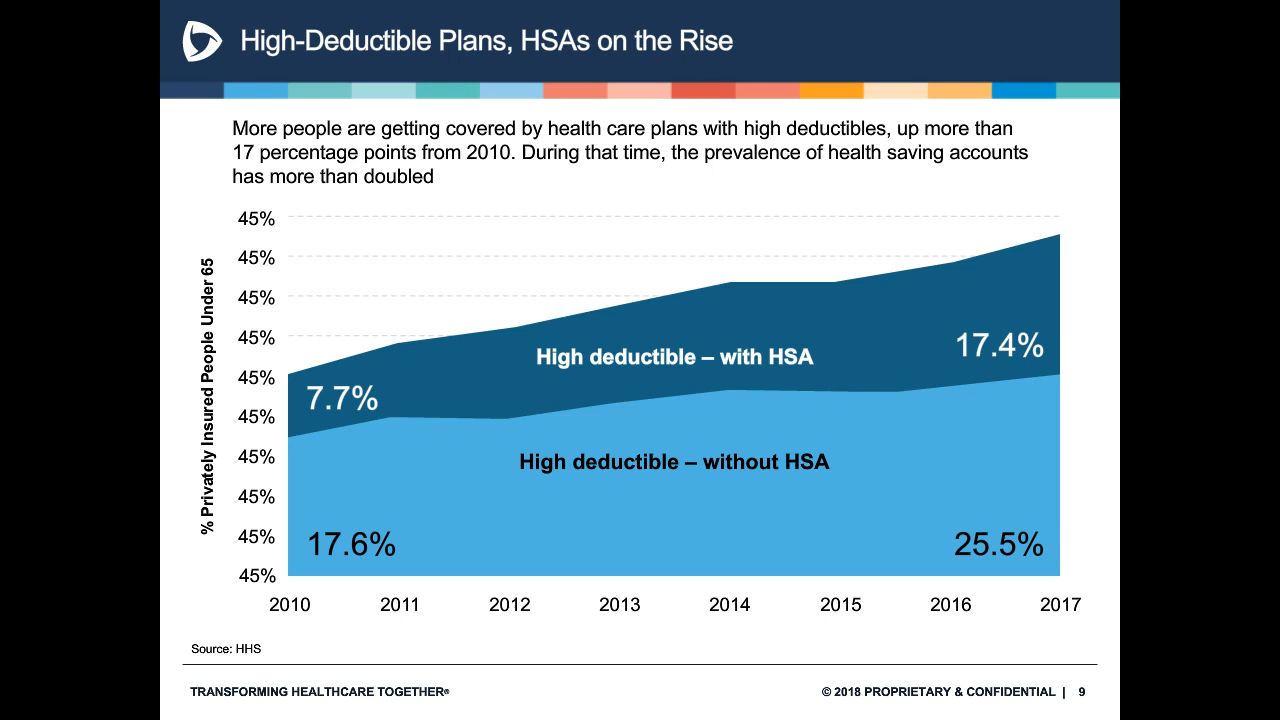 High-Deductible Plans, HSAs on the Rise
More people are getting covered by health care plans with high deductibles, up more than
17 percentage points from 2010. During that time, the prevalence of health saving accounts
has more than doubled
% Privately Insured People Under 65
45%
45%
45%
45%
45%
45%
45%
45%
45%
45%
High deductible – with HSA
17.4%
7.7%
High deductible – without HSA
17.6%
25.5%
2010 2011 2012 2013 2014 2015 2016 2017
Source: HHS
TRANSFORMING HEALTHCARE TOGETHER®
© 2018 PROPRIETARY & CONFIDENTIAL | 9